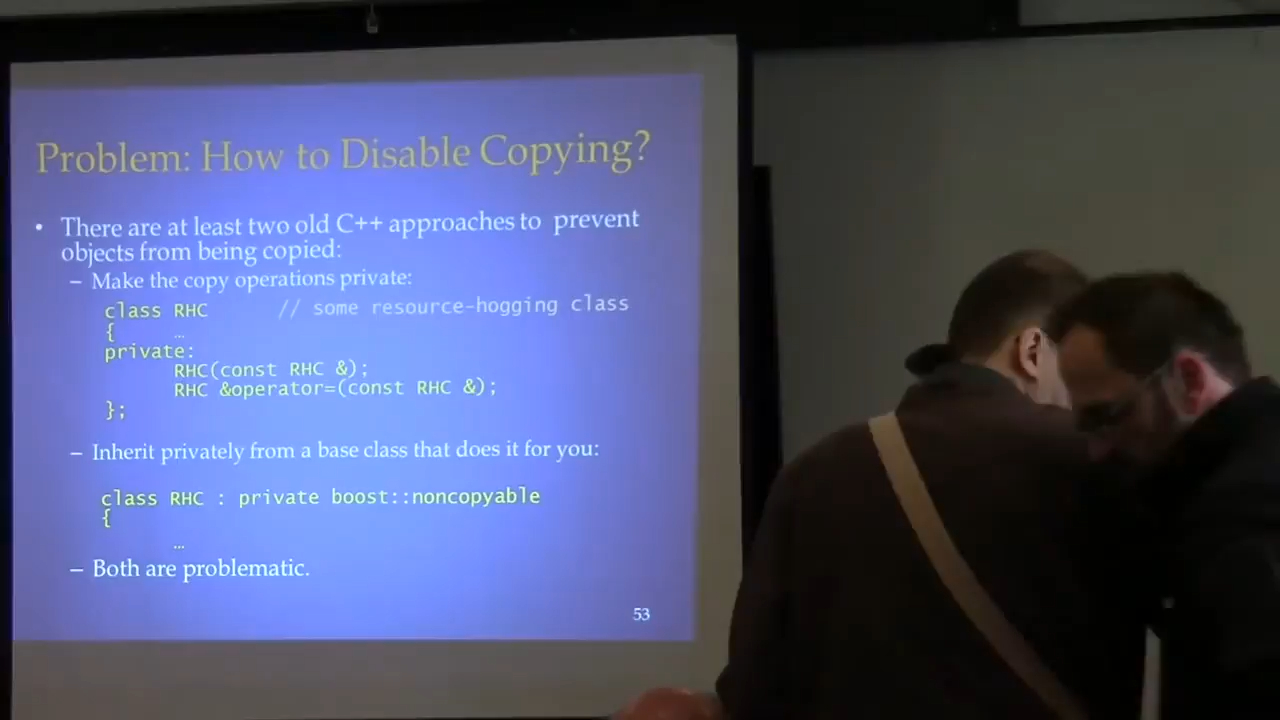 Problem: How to Disable Copying?
• There are at least two old C++ approaches to prevent
objects from being copied:
– Make the copy operations private:
class RHC // some resource-hogging class
{ …
private:
RHC(const RHC &);
RHC &operator=(const RHC &);
};
– Inherit privately from a base class that does it for you:
class RHC : private boost::noncopyable
{
…
– Both are problematic.
53